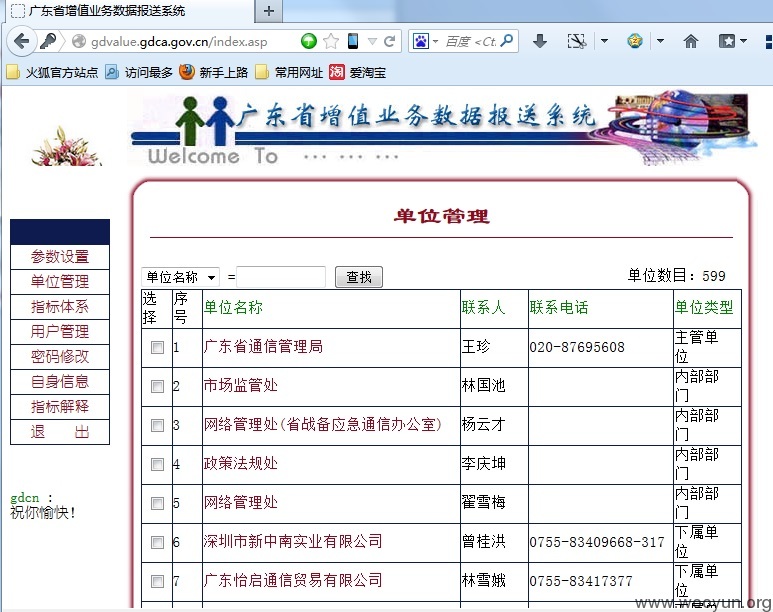 广东省增值业务数据报送系统
gdvalue.gdca.gov.cn/index.asp
百度 <Ct
火狐官方站点 访问最多 新手上路 常用网址 淘 爱淘宝
广东省增值业务数据报送系统
Welcome To ... ... ...
单位管理
参数设置
单位管理
指标体系
用户管理
密码修改
自身信息
指标解释
退 出
gdcn :
祝你愉快!
单位名称 = 查找 单位数目: 599
选择 序号 单位名称 联系人 联系电话 单位类型
1 广东省通信管理局 王珍 020-87695608 主管单位
2 市场监管处 林国池 内部部门
3 网络管理处(省战备应急通信办公室) 杨云才 内部部门
4 政策法规处 李庆坤 内部部门
5 网络管理处 翟雪梅 内部部门
6 深圳市新中南实业有限公司 曾桂洪 0755-83409668-317 下属单位
7 广东怡启通信贸易有限公司 林雪娥 0755-83417377 下属单位
www.wooyun.org